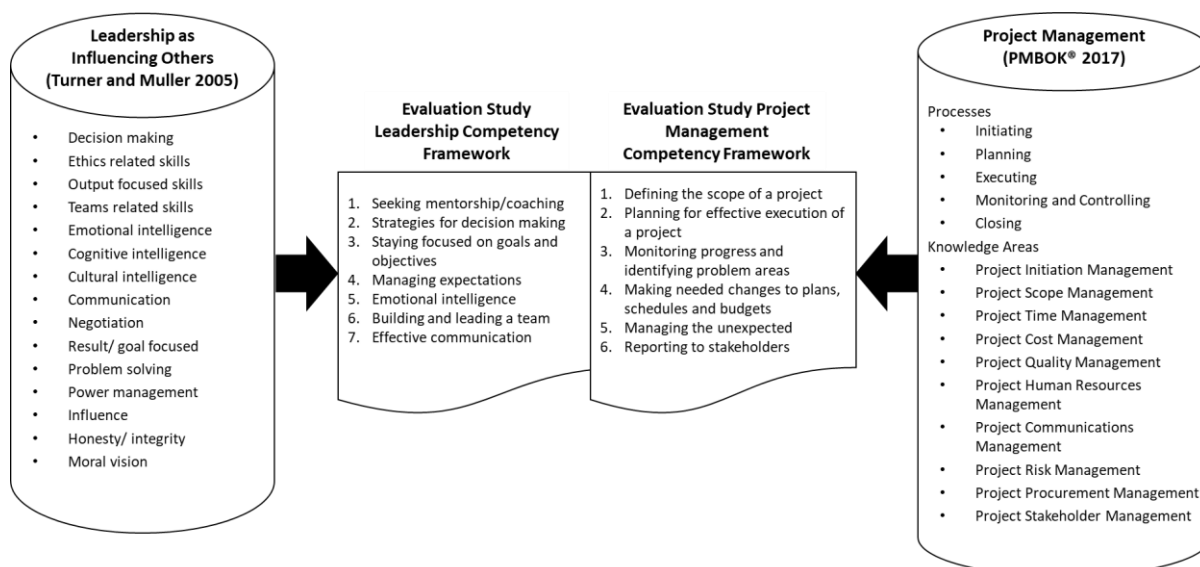 Leadership as
Influencing Others
(Turner and Muller 2005)
• Decision making
• Ethics related skills
• Output focused skills
• Teams related skills
• Emotional intelligence
• Cognitive intelligence
• Cultural intelligence
• Communication
• Negotiation
• Result/ goal focused
• Problem solving
• Power management
• Influence
• Honesty/ integrity
• Moral vision
Evaluation Study
Leadership Competency
Framework
1. Seeking mentorship/coaching
2. Strategies for decision making
3. Staying focused on goals and
objectives
4. Managing expectations
5. Emotional intelligence
6. Building and leading a team
7. Effective communication
Evaluation Study Project
Management
Competency Framework
1. Defining the scope of a project
2. Planning for effective execution of
a project
3. Monitoring progress and
identifying problem areas
4. Making needed changes to plans,
schedules and budgets
5. Managing the unexpected
6. Reporting to stakeholders
Project Management
(PMBOK® 2017)
Processes
• Initiating
• Planning
• Executing
• Monitoring and Controlling
• Closing
Knowledge Areas
• Project Initiation Management
• Project Scope Management
• Project Time Management
• Project Cost Management
• Project Quality Management
• Project Human Resources
Management
• Project Communications
Management
• Project Risk Management
• Project Procurement Management
• Project Stakeholder Management